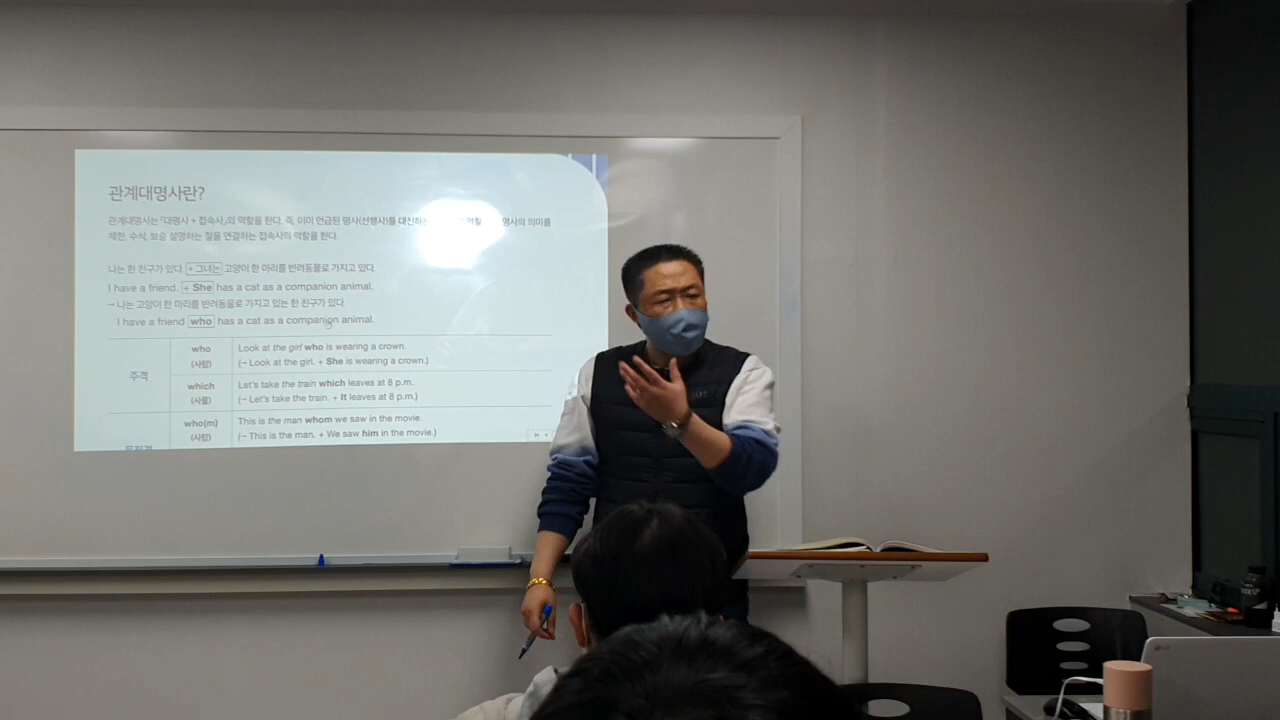 관계대명사란?
관계대명사는 「대명사 + 접속사」의 역할을 한다. 즉, 이미 언급된 명사(선행사)를 대신하는 명사의 의미를
제한, 수식, 보충 설명하는 절을 연결하는 접속사의 역할을 한다.
나는 한 친구가 있다. + 그녀는 고양이 한 마리를 반려동물로 가지고 있다.
I have a friend. + She has a cat as a companion animal.
→ 나는 고양이 한 마리를 반려동물로 가지고 있는 한 친구가 있다.
I have a friend who has a cat as a companion animal.
주격
who Look at the girl who is wearing a crown.
(사람) (→ Look at the girl. + She is wearing a crown.)
which Let's take the train which leaves at 8 p.m.
(사물) (→ Let's take the train. + It leaves at 8 p.m.)
who(m) This is the man whom we saw in the movie.
(사람) (→ This is the man. + We saw him in the movie.)